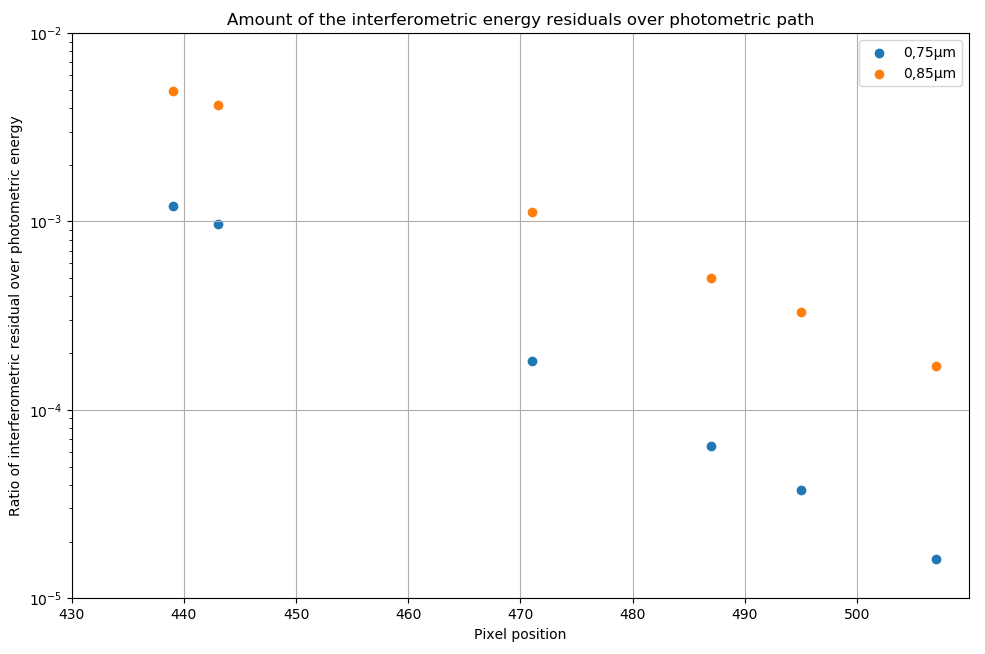 Amount of the interferometric energy residuals over photometric path
Ratio of interferometric residual over photometric energy
10⁻²
10⁻³
10⁻⁴
10⁻⁵
0,75μm
0,85μm
430 440 450 460 470 480 490 500
Pixel position